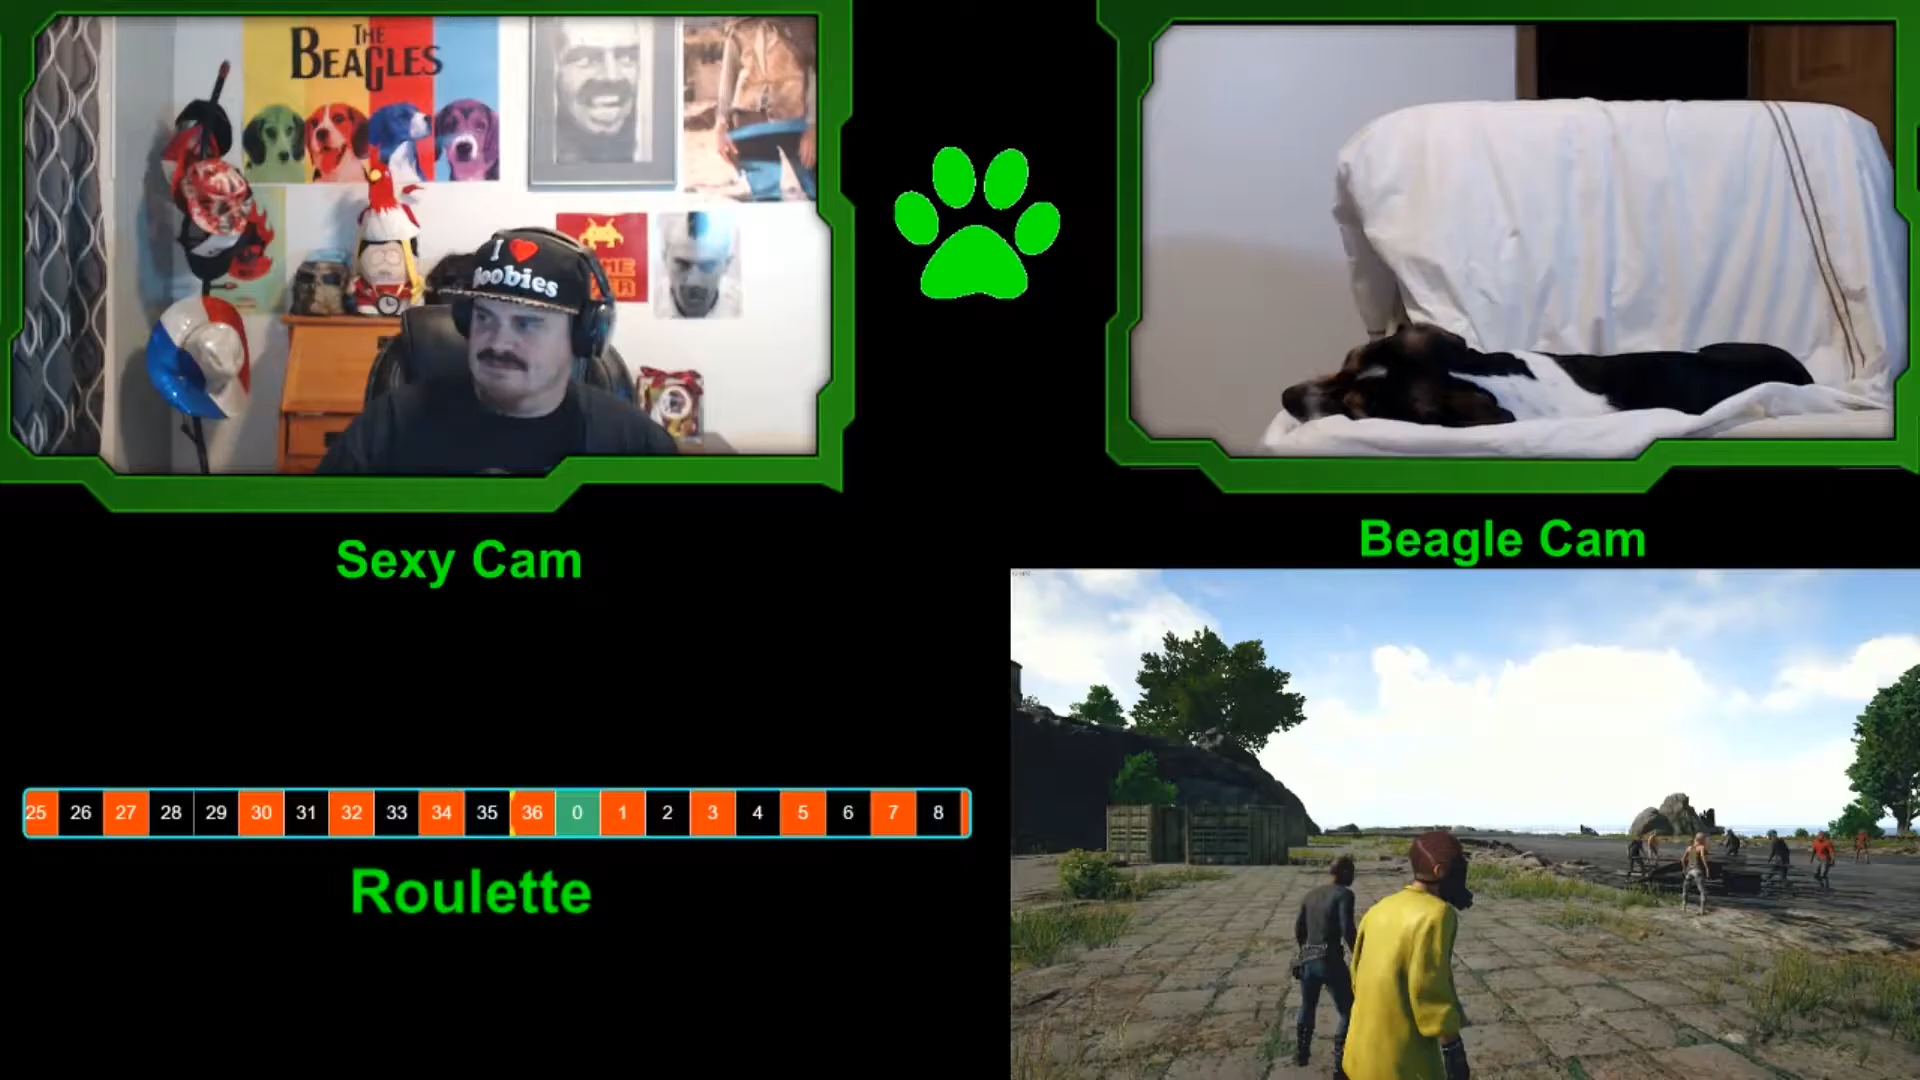 THE
BEAGLES
I ❤ Boobies
Sexy Cam
Beagle Cam
25 26 27 28 29 30 31 32 33 34 35 36 0 1 2 3 4 5 6 7 8
Roulette